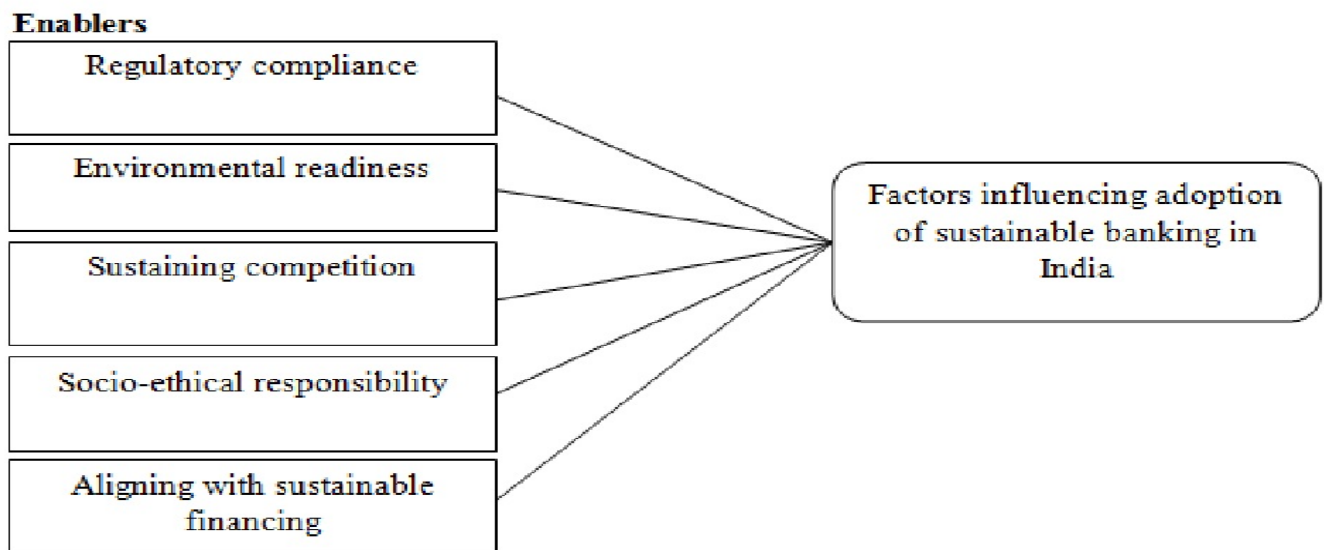 Enablers
Regulatory compliance
Environmental readiness
Sustaining competition
Socio-ethical responsibility
Aligning with sustainable
financing
Factors influencing adoption
of sustainable banking in
India